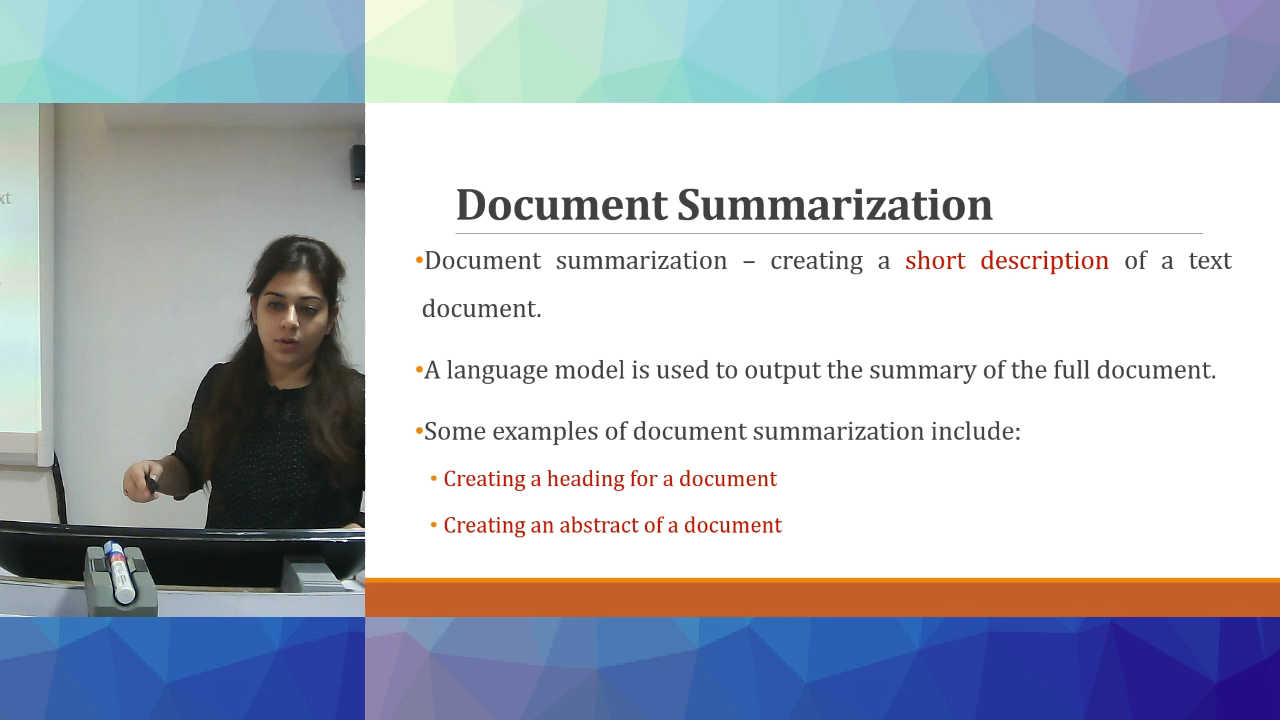 Document Summarization
•Document summarization – creating a short description of a text
document.
•A language model is used to output the summary of the full document.
•Some examples of document summarization include:
• Creating a heading for a document
• Creating an abstract of a document